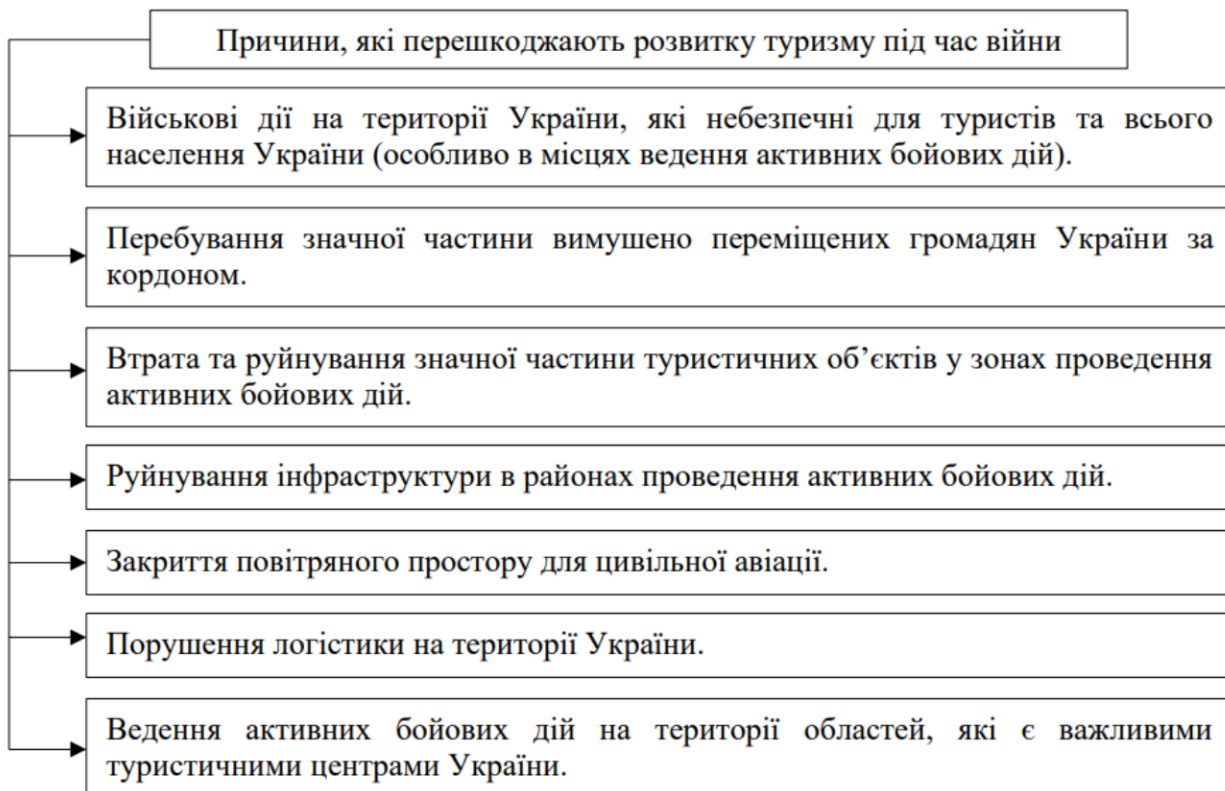 Причини, які перешкоджають розвитку туризму під час війни
Військові дії на території України, які небезпечні для туристів та всього
населення України (особливо в місцях ведення активних бойових дій).
Перебування значної частини вимушено переміщених громадян України за
кордоном.
Втрата та руйнування значної частини туристичних об’єктів у зонах проведення
активних бойових дій.
Руйнування інфраструктури в районах проведення активних бойових дій.
Закриття повітряного простору для цивільної авіації.
Порушення логістики на території України.
Ведення активних бойових дій на території областей, які є важливими
туристичними центрами України.